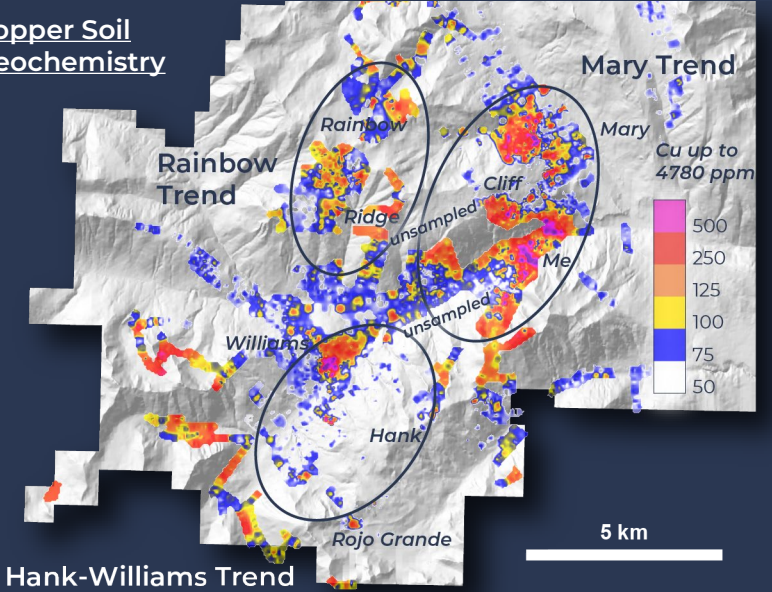 opper Soil
eochemistry
Mary Trend
Rainbow
Mary
Cu up to
4780 ppm
Rainbow
Trend
Cliff
Ridge
unsampled
500
250
125
100
75
50
Me
unsampled
Williams
Hank
5 km
Rojo Grande
Hank-Williams Trend